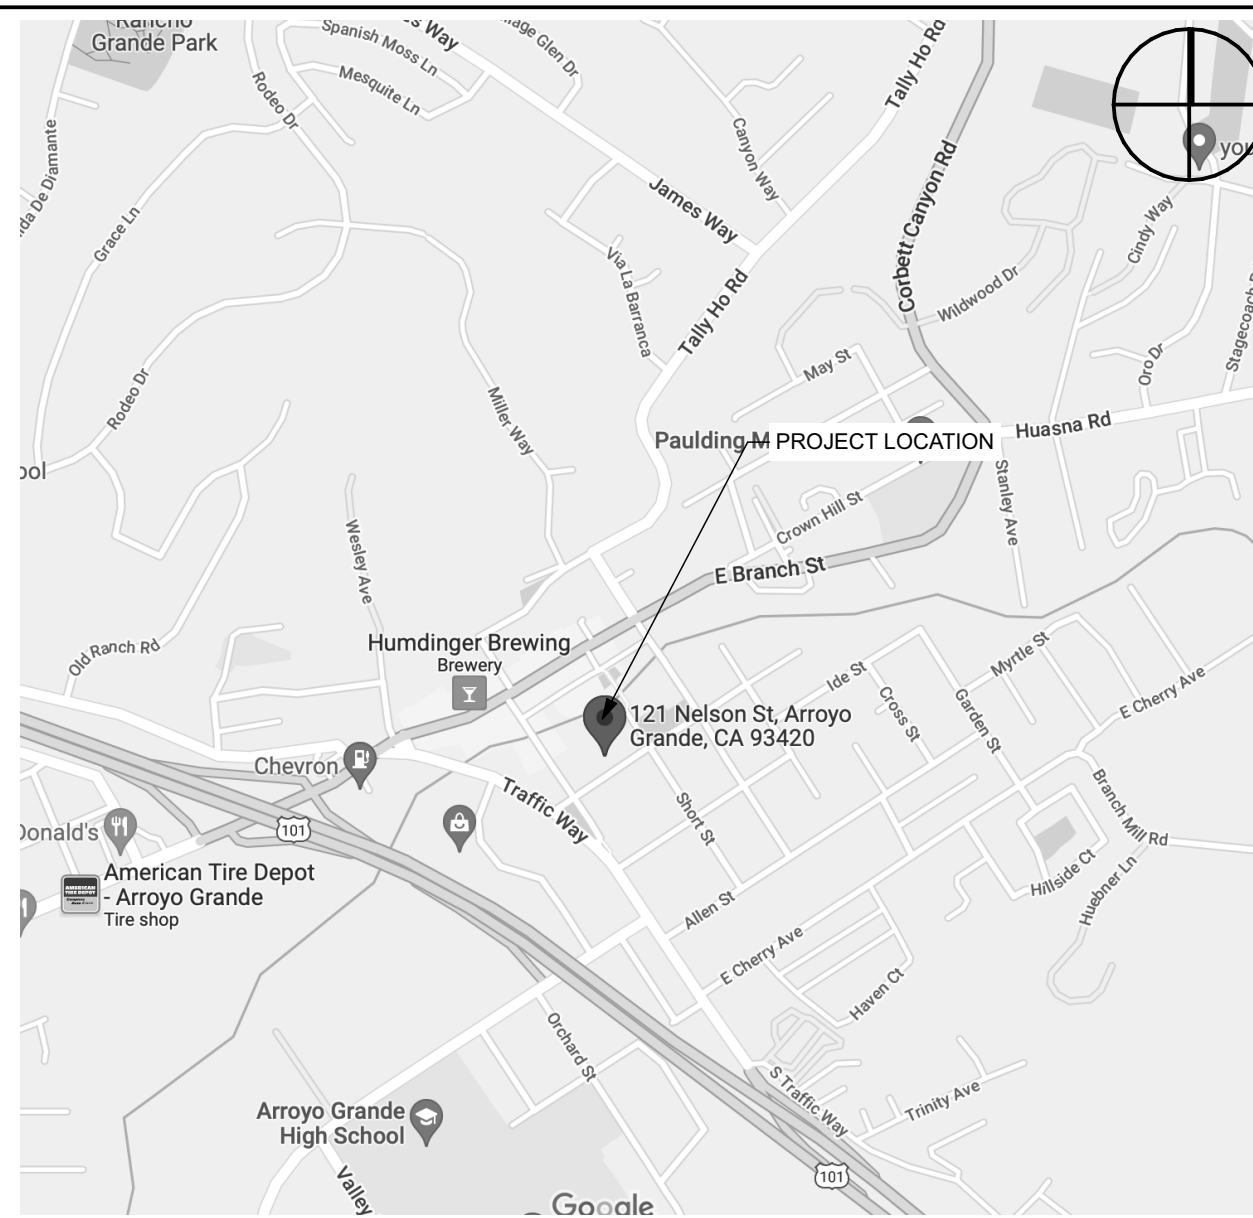 Rancho
Grande Park
Spanish Moss Ln
Mesquite Ln
Rodeo Dr
Grace Ln
James Way
Tally Ho Rd
Canyon Way
Corbett Canyon Rd
Cindy Way
Wildwood Dr
Via La Barranca
Tally Ho Rd
May St
Oro Dr
Rodeo Dr
Miller Way
Huasna Rd
PROJECT LOCATION
Paulding
Stanley Ave
Crown Hill St
Wesley Ave
E Branch St
Old Ranch Rd
Humdinger Brewing
Brewery
Ide St
Myrtle St
E Cherry Ave
Cross St
Garden St
121 Nelson St, Arroyo
Grande, CA 93420
Chevron
Traffic Way
Short St
Branch Mill Rd
101
Donald's
American Tire Depot
- Arroyo Grande
Tire shop
AMERICAN
TIRE DEPOT
Hillside Ct
Huebner Ln
Allen St
E Cherry Ave
Haven Ct
Orchard St
S Traffic Way
Trinity Ave
Arroyo Grande
High School
Valley
101
Google